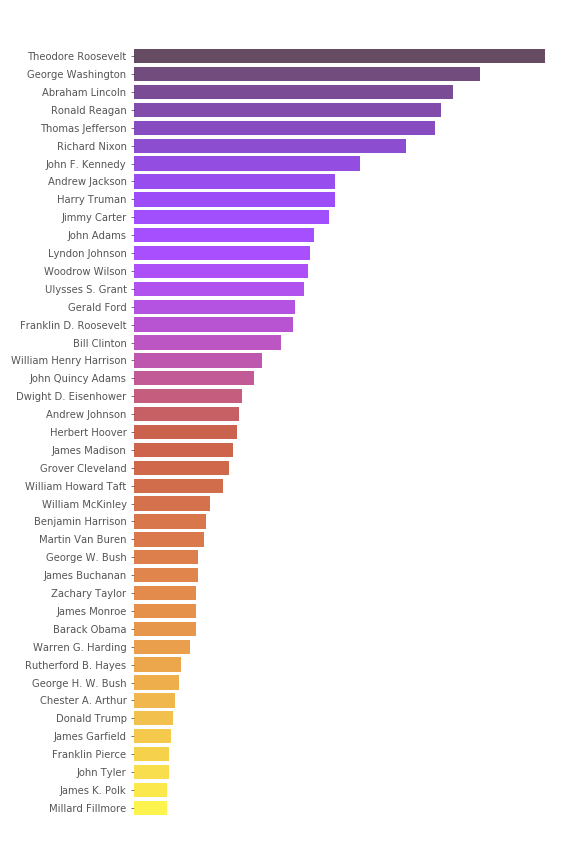 Theodore Roosevelt
George Washington
Abraham Lincoln
Ronald Reagan
Thomas Jefferson
Richard Nixon
John F. Kennedy
Andrew Jackson
Harry Truman
Jimmy Carter
John Adams
Lyndon Johnson
Woodrow Wilson
Ulysses S. Grant
Gerald Ford
Franklin D. Roosevelt
Bill Clinton
William Henry Harrison
John Quincy Adams
Dwight D. Eisenhower
Andrew Johnson
Herbert Hoover
James Madison
Grover Cleveland
William Howard Taft
William McKinley
Benjamin Harrison
Martin Van Buren
George W. Bush
James Buchanan
Zachary Taylor
James Monroe
Barack Obama
Warren G. Harding
Rutherford B. Hayes
George H. W. Bush
Chester A. Arthur
Donald Trump
James Garfield
Franklin Pierce
John Tyler
James K. Polk
Millard Fillmore